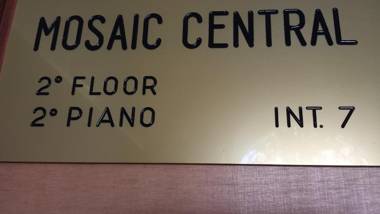 MOSAIC CENTRAL
2° FLOOR
2° PIANO INT. 7